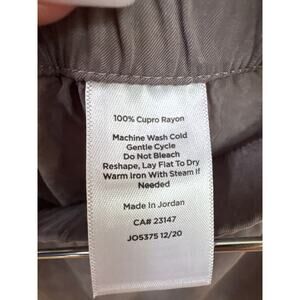 100% Cupro Rayon
Machine Wash Cold
Gentle Cycle
Do Not Bleach
Reshape, Lay Flat To Dry
Warm Iron With Steam If
Needed
Made in Jordan
CA# 23147
JO5375 12/20